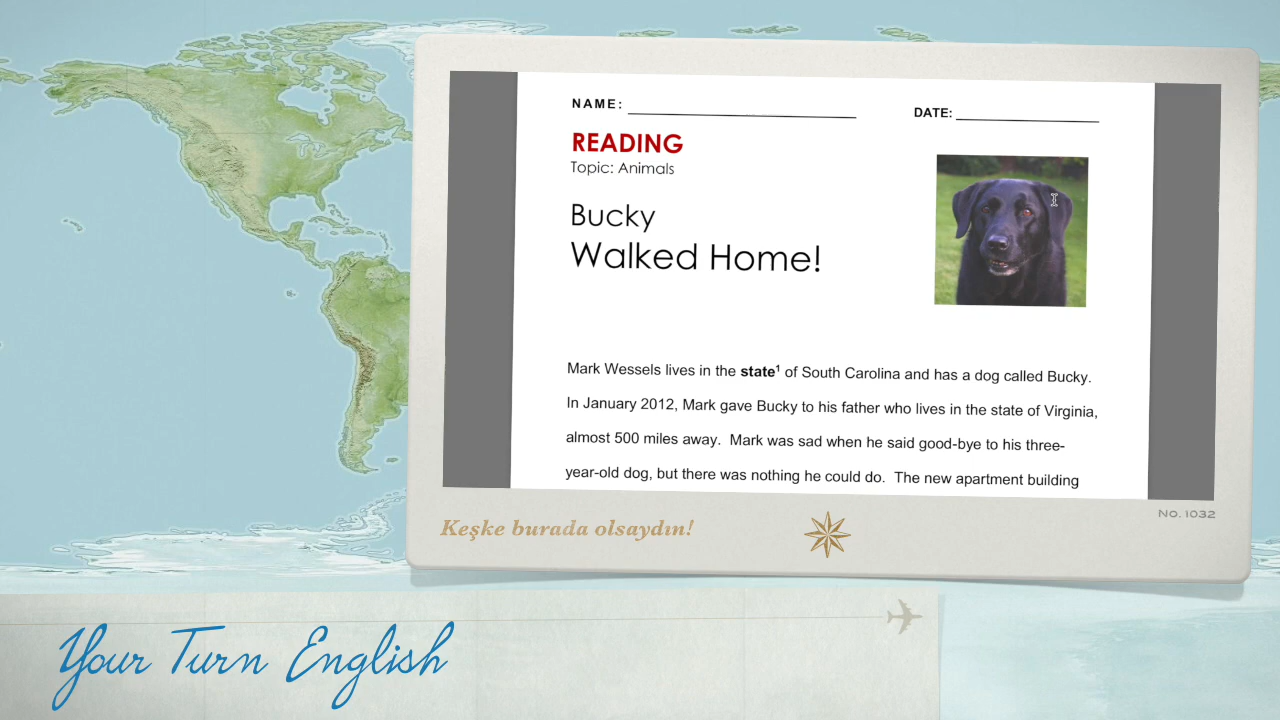 NAME: DATE:
READING
Topic: Animals
Bucky
Walked Home!
Mark Wessels lives in the state¹ of South Carolina and has a dog called Bucky.
In January 2012, Mark gave Bucky to his father who lives in the state of Virginia,
almost 500 miles away. Mark was sad when he said good-bye to his three-
year-old dog, but there was nothing he could do. The new apartment building
Keşke burada olsaydın!
No. 1032
Your Turn English